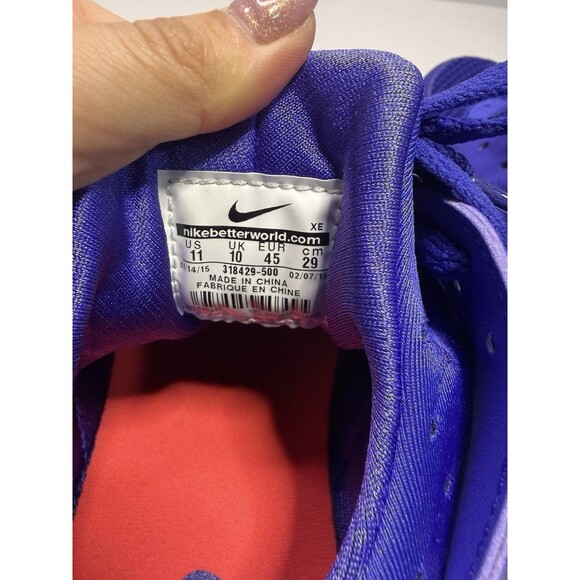 XE
nikebetterworld.com
US UK EUR cm
11 10 45 29
318429-500
MADE IN CHINA
FABRIQUE EN CHINE